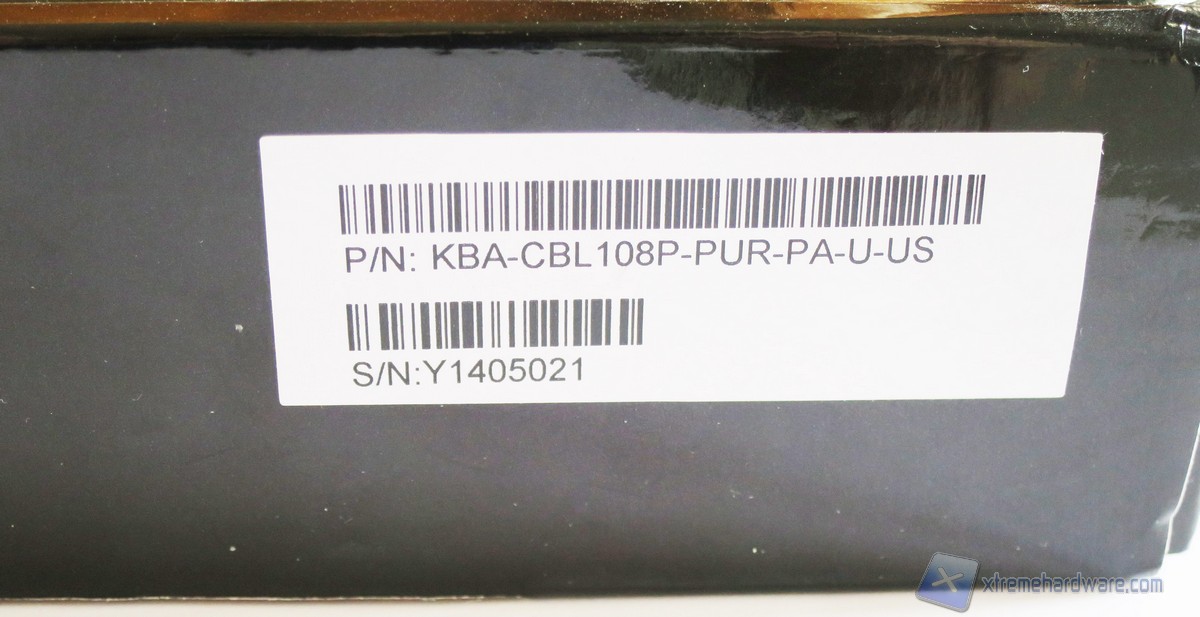 P/N: KBA-CBL108P-PUR-PA-U-US
S/N:Y1405021
xtremehardware.com